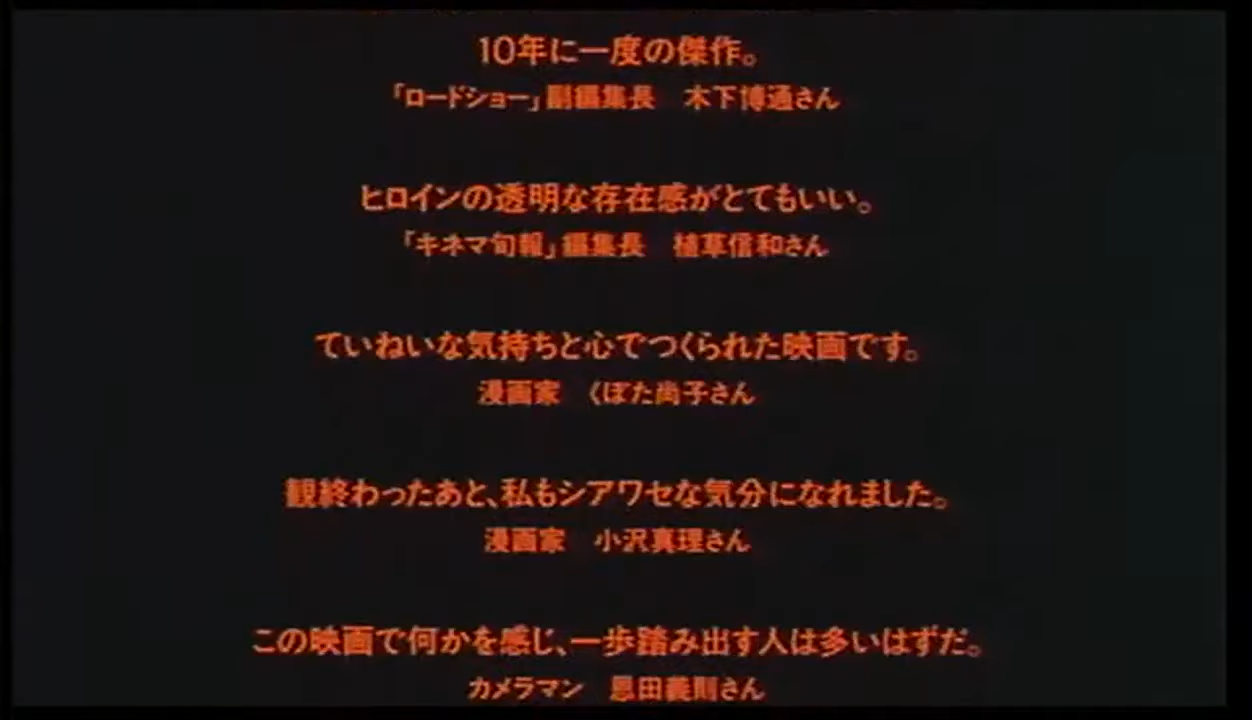 10年に一度の傑作。
「ロードショー」副編集長　木下博通さん
ヒロインの透明な存在感がとてもいい。
「キネマ旬報」編集長　植草信和さん
ていねいな気持ちと心でつくられた映画です。
漫画家　くぼた尚子さん
観終わったあと、私もシアワセな気分になれました。
漫画家　小沢真理さん
この映画で何かを感じ、一歩踏み出す人は多いはずだ。
カメラマン　恩田義則さん